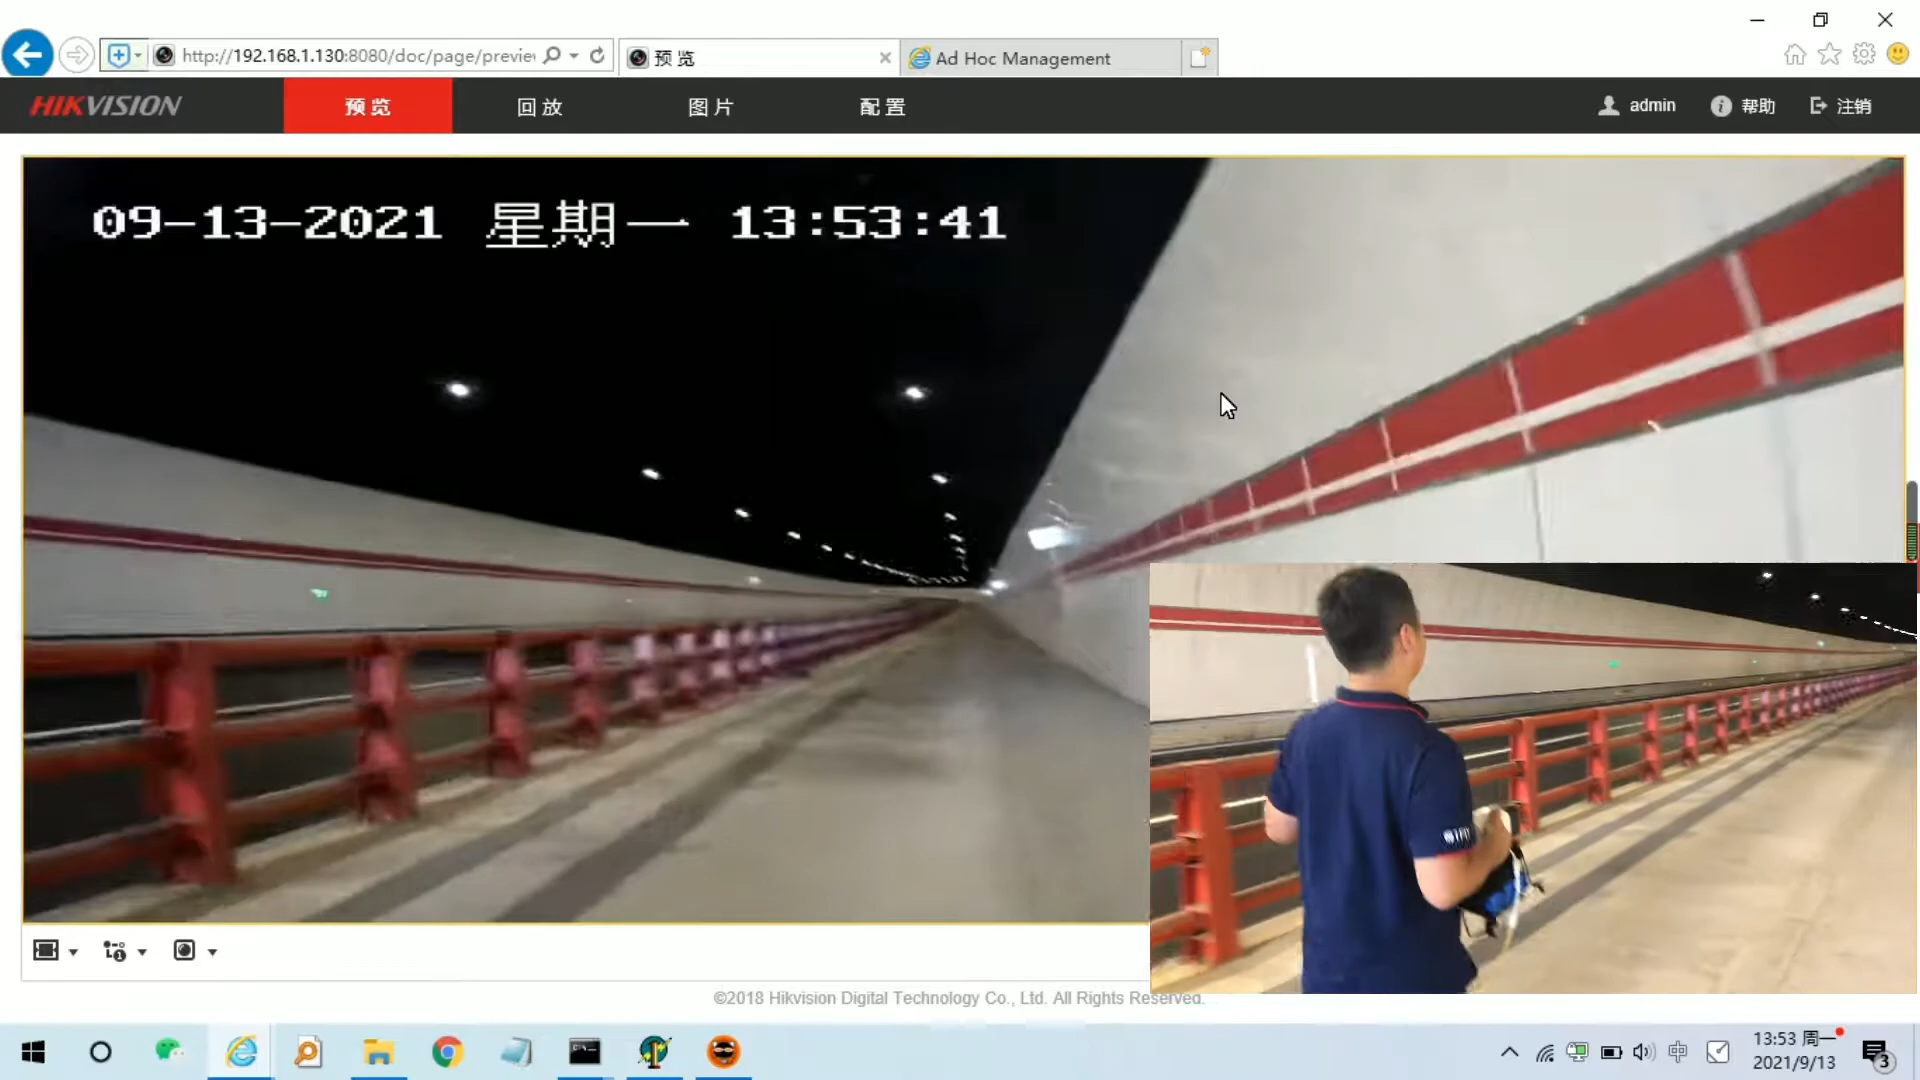 http://192.168.1.130:8080/doc/page/previe
预览
Ad Hoc Management
HIKVISION
预览
回放
图片
配置
admin
帮助
注销
09-13-2021 星期一 13:53:41
©2018 Hikvision Digital Technology Co., Ltd. All Rights Reserved.
中
13:53 周一
2021/9/13
3